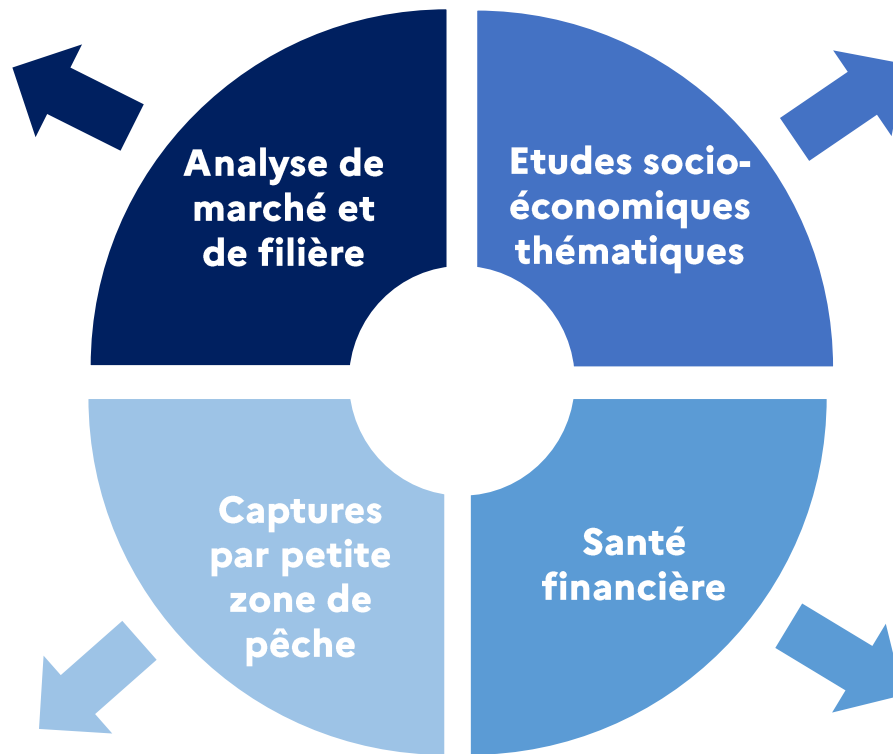 Analyse de
marché et
de filière
Etudes socio-
économiques
thématiques
Captures
par petite
zone de
pêche
Santé
financière